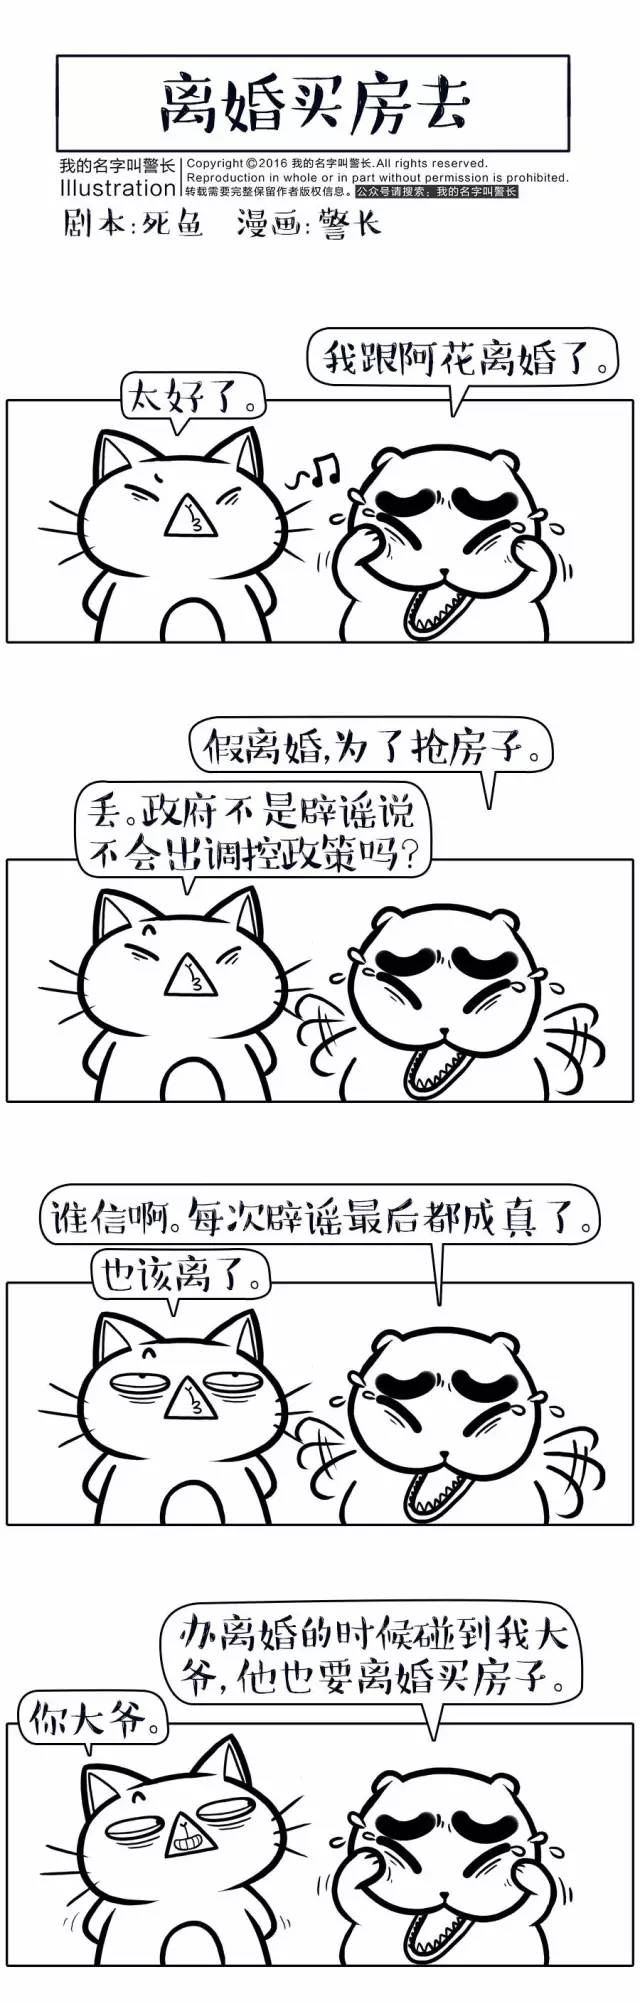 离婚买房去
我的名字叫警长
Illustration
Copyright ©2016 我的名字叫警长.All rights reserved.
Reproduction in whole or in part without permission is prohibited.
转载需要完整保留作者版权信息。公众号请搜索：我的名字叫警长
剧本:死鱼 漫画:警长
我跟阿花离婚了。
太好了。
假离婚,为了抢房子。
丢。政府不是辟谣说
不会出调控政策吗?
谁信啊。每次辟谣最后都成真了。
也该离了。
办离婚的时候碰到我大
爷,他也要离婚买房子。
你大爷。